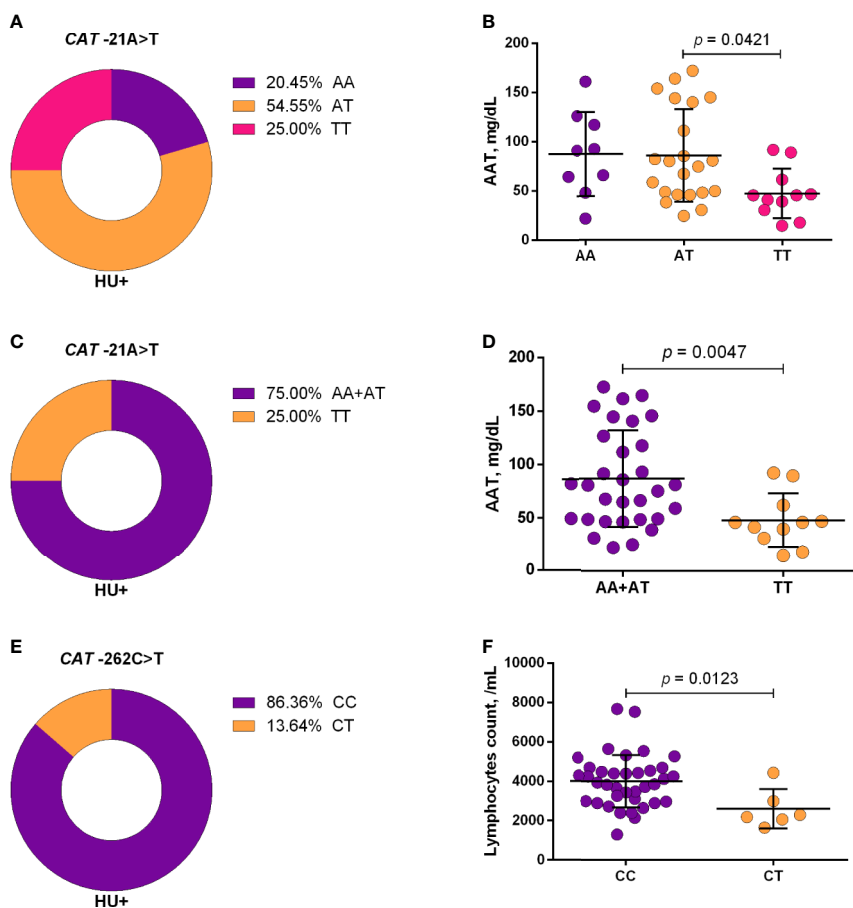 A
CAT -21A>T
20.45% AA
54.55% AT
25.00% TT
HU+
B
p = 0.0421
AAT, mg/dL
200
150
100
50
0
AA AT TT
C
CAT -21A>T
75.00% AA+AT
25.00% TT
HU+
D
p = 0.0047
AAT, mg/dL
200
150
100
50
0
AA+AT TT
E
CAT -262C>T
86.36% CC
13.64% CT
HU+
F
p = 0.0123
Lymphocytes count, /mL
10000
8000
6000
4000
2000
0
CC CT